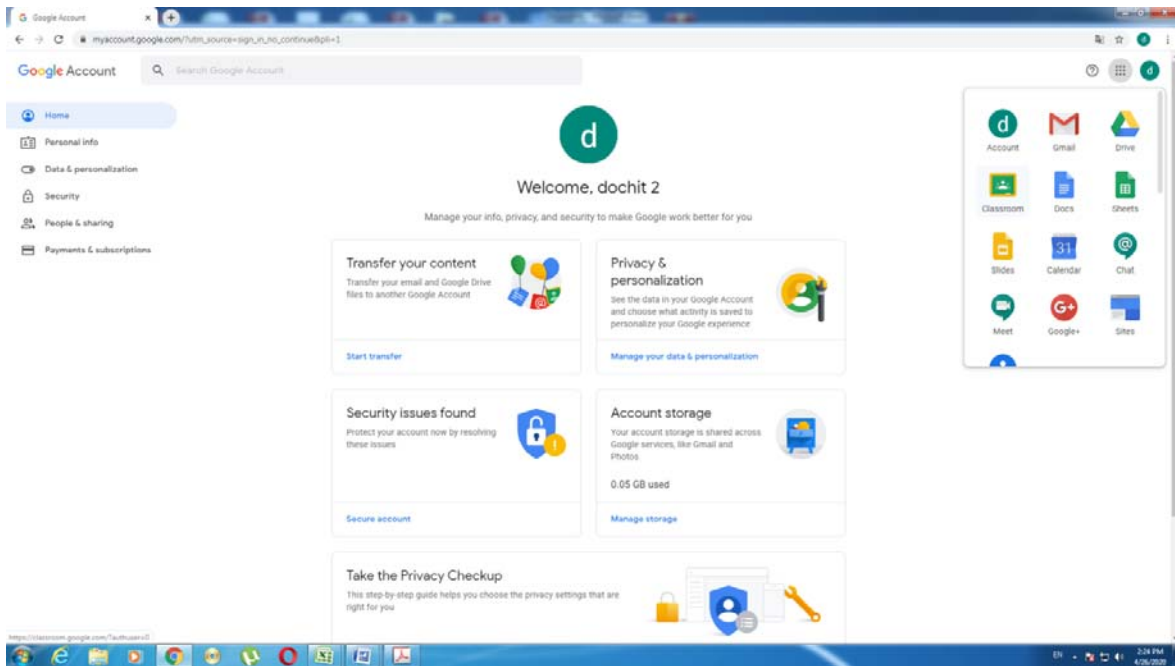 Google Account
myaccount.google.com/?utm_source=sign_in_no_continue&pli=1
d
Google Account
Search Google Account
d
Home
Personal info
Data & personalization
Security
People & sharing
Payments & subscriptions
d
Welcome, dochit 2
Manage your info, privacy, and security to make Google work better for you
Transfer your content
Transfer your email and Google Drive
files to another Google Account
Start transfer
Privacy &
personalization
See the data in your Google Account
and choose what activity is saved to
personalize your Google experience
Manage your data & personalization
Security issues found
Protect your account now by resolving
these issues
Secure account
Account storage
Your account storage is shared across
Google services, like Gmail and
Photos
0.05 GB used
Manage storage
Take the Privacy Checkup
This step-by-step guide helps you choose the privacy settings that are
right for you
d
Account Gmail Drive
Classroom Docs Sheets
31
Slides Calendar Chat
G+
Meet Google+ Sites
https://classroom.google.com/?authuser=0
EN
2:24 PM